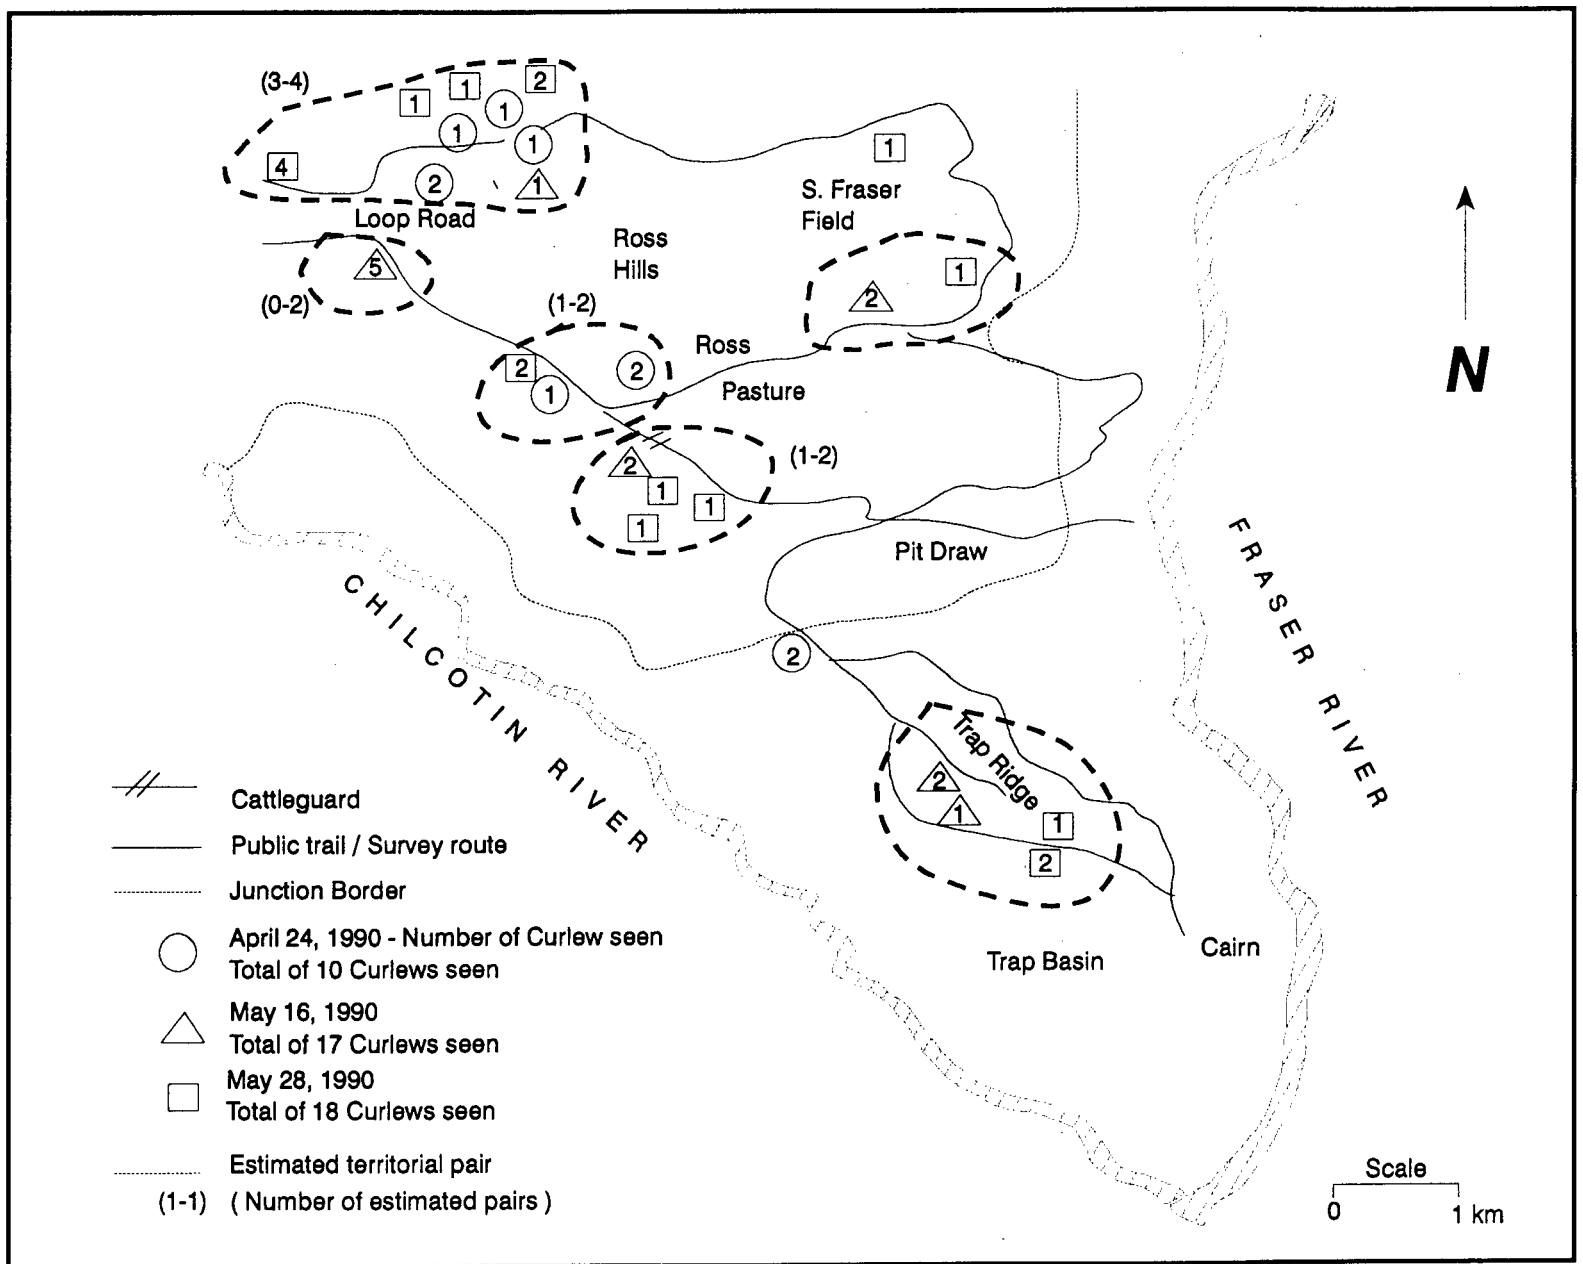 (3-4)
1
1
2
1
1
1
4
2
1
1
Loop Road
S. Fraser
Field
Ross
Hills
5
(0-2)
1
2
(1-2)
2
1
2
Ross
Pasture
(1-2)
2
1
1
1
Pit Draw
N
CHILCOTIN RIVER
FRASER RIVER
2
Trap Ridge
2
1
1
2
Trap Basin
Cairn
Cattleguard
Public trail / Survey route
Junction Border
April 24, 1990 - Number of Curlew seen
Total of 10 Curlews seen
May 16, 1990
Total of 17 Curlews seen
May 28, 1990
Total of 18 Curlews seen
Estimated territorial pair
(1-1) ( Number of estimated pairs )
Scale
0 1 km